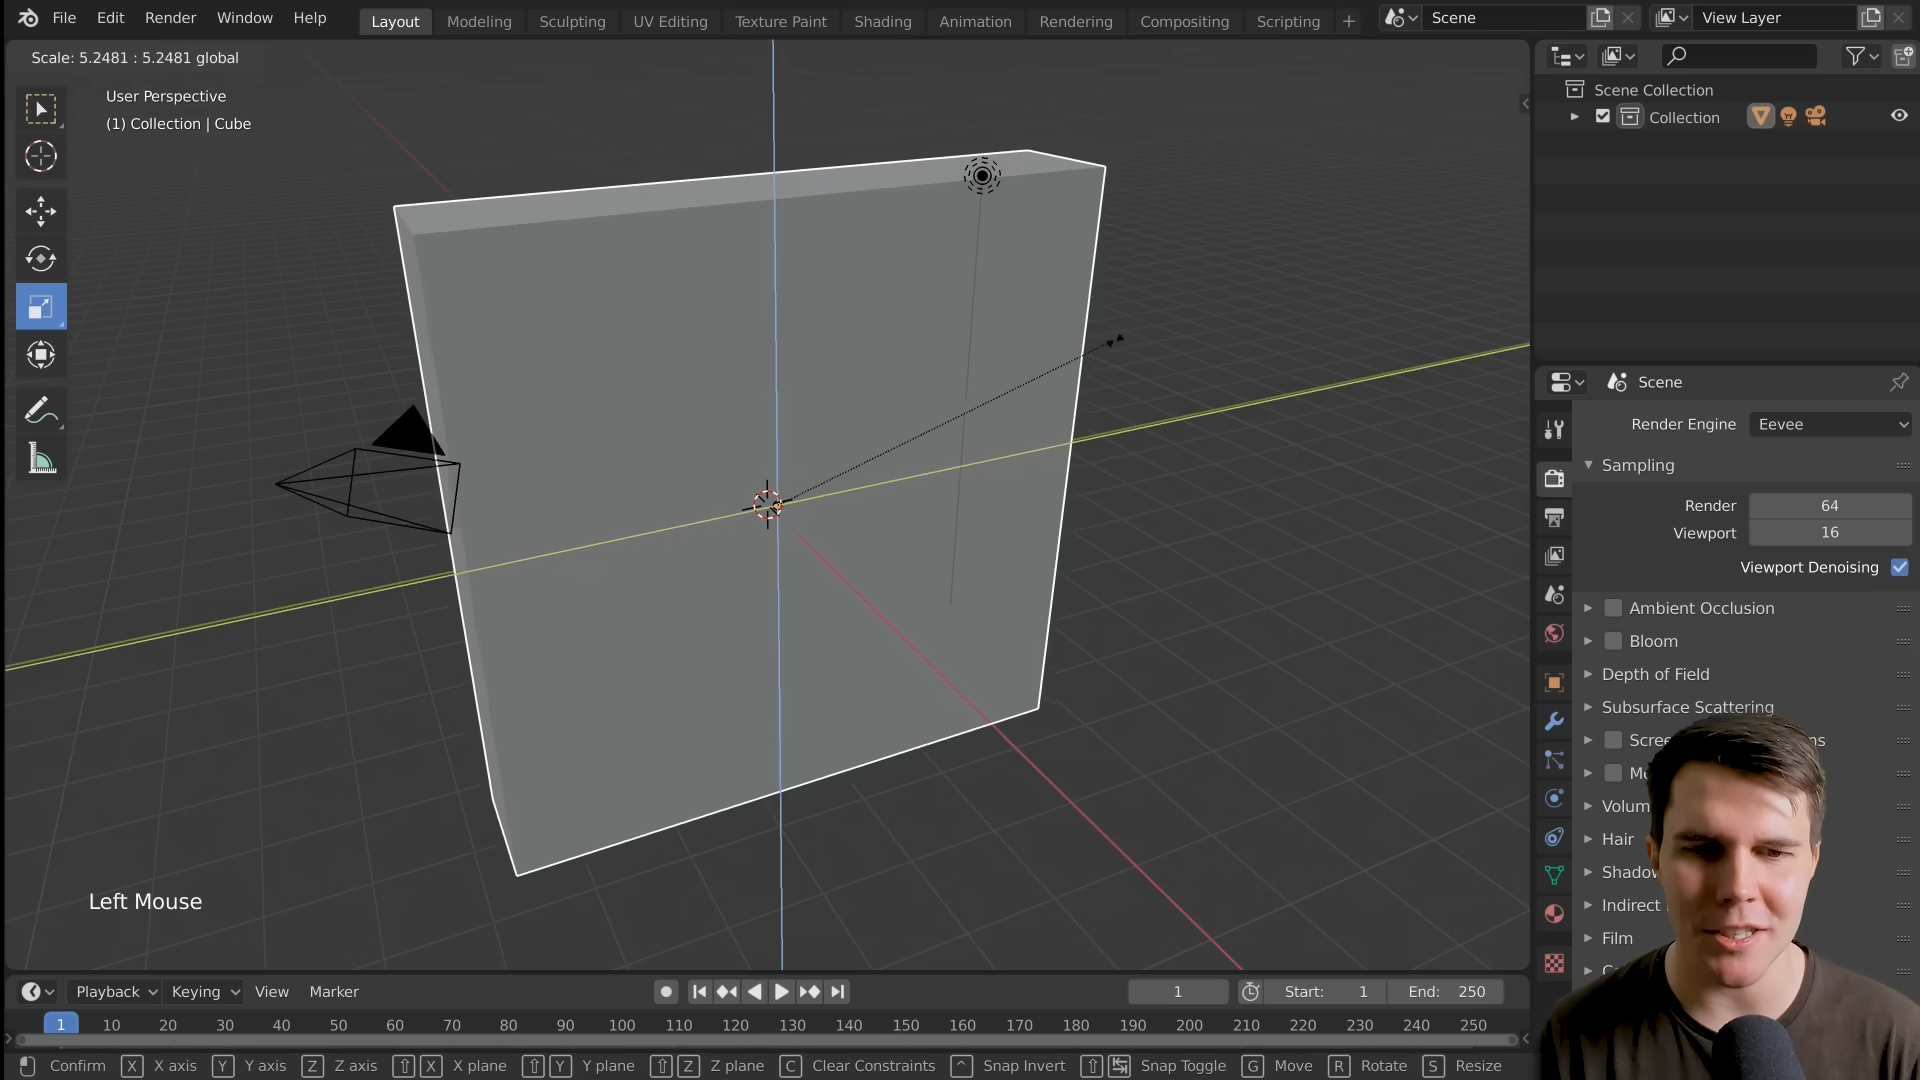 File Edit Render Window Help
Layout Modeling Sculpting UV Editing Texture Paint Shading Animation Rendering Compositing Scripting +
Scene
View Layer
Scale: 5.2481 : 5.2481 global
User Perspective
(1) Collection | Cube
Left Mouse
Scene Collection
Collection
Scene
Render Engine Eevee
Sampling
Render 64
Viewport 16
Viewport Denoising
Ambient Occlusion
Bloom
Depth of Field
Subsurface Scattering
Hair
Indirect
Film
Playback Keying View Marker
1 Start: 1 End: 250
1 10 20 30 40 50 60 70 80 90 100 110 120 130 140 150 160 170 180 190 200 210 220 230 240 250
Confirm X X axis Y Y axis Z Z axis X X plane Y Y plane Z Z plane C Clear Constraints ^ Snap Invert Snap Toggle G Move R Rotate S Resize